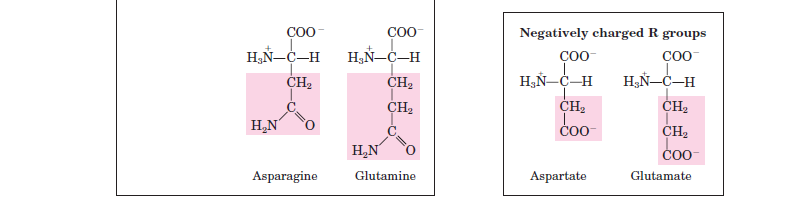 COO⁻ COO⁻
H₃N⁺—C—H H₃N⁺—C—H
CH₂ CH₂
C CH₂
H₂N O C
H₂N O
Asparagine Glutamine
Negatively charged R groups
COO⁻ COO⁻
H₃N⁺—C—H H₃N⁺—C—H
CH₂ CH₂
COO⁻ CH₂
COO⁻
Aspartate Glutamate